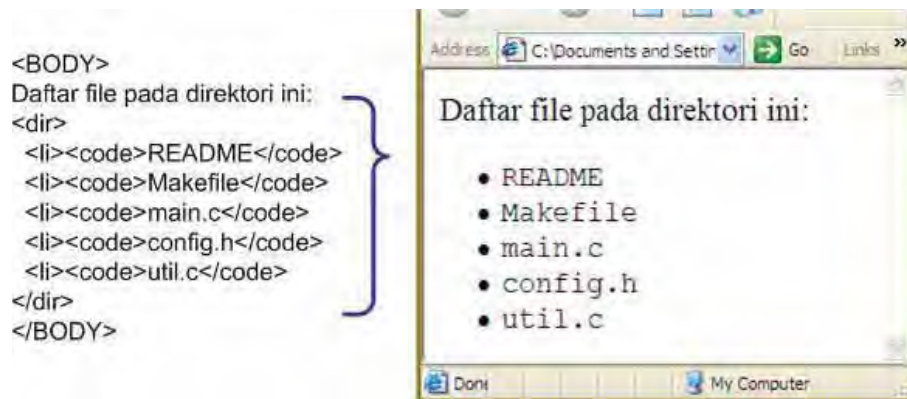 <BODY>
Daftar file pada direktori ini:
<dir>
<li><code>README</code>
<li><code>Makefile</code>
<li><code>main.c</code>
<li><code>config.h</code>
<li><code>util.c</code>
</dir>
</BODY>
Address C:\Documents and Settir Go Links »
Daftar file pada direktori ini:
• README
• Makefile
• main.c
• config.h
• util.c
Done My Computer